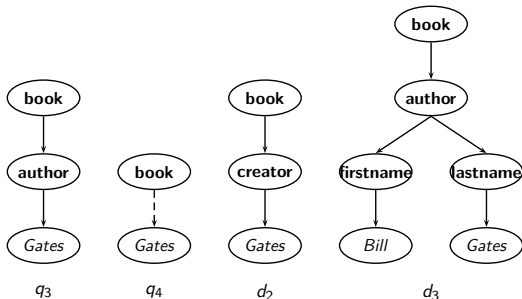 book
book
book
author
author
book
creator
firstname
lastname
Gates
Gates
Gates
Bill
Gates
q3
q4
d2
d3